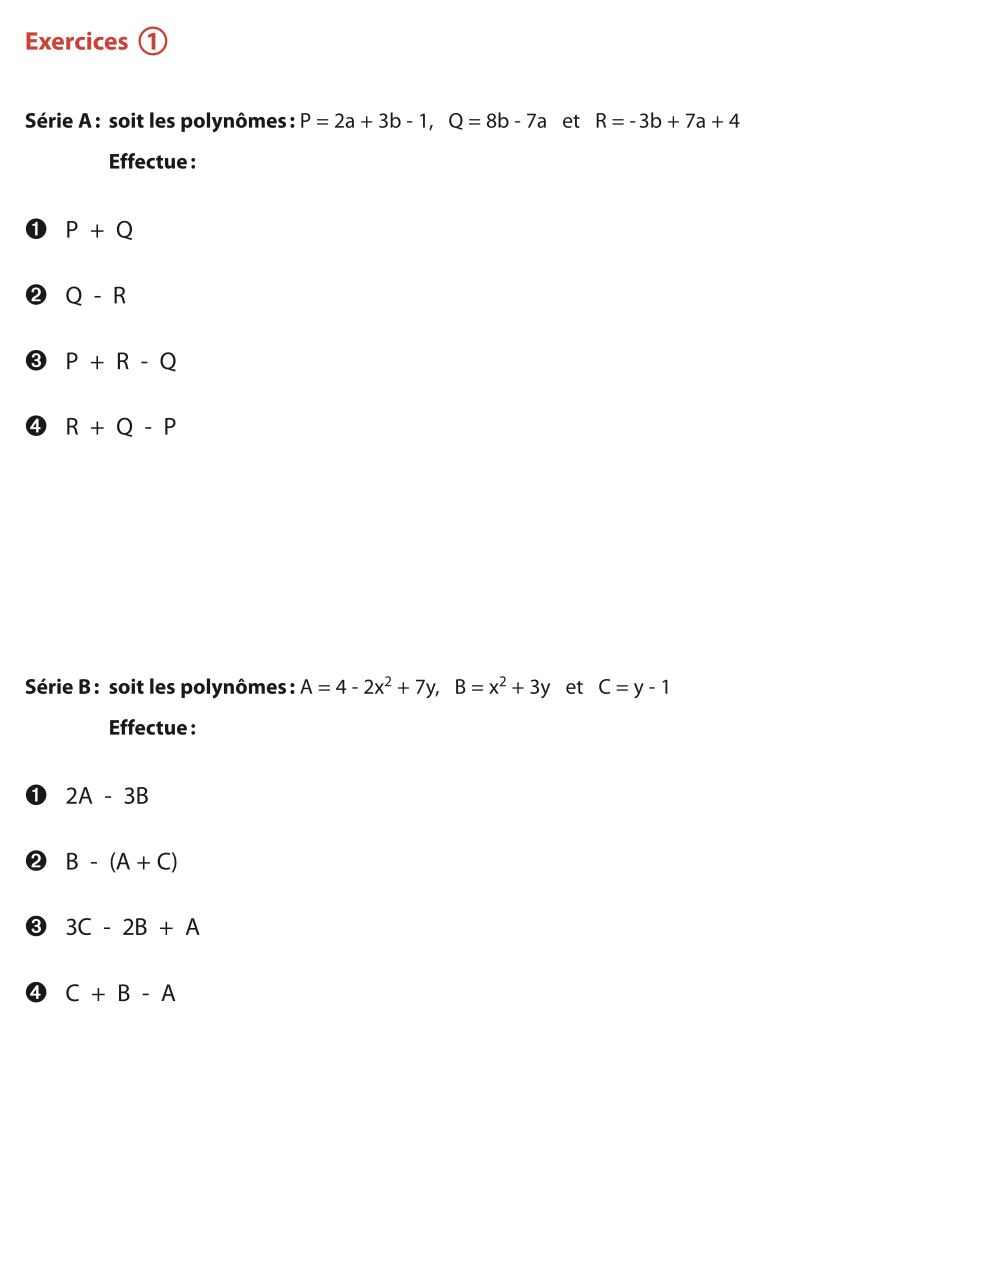 Exercices ①
Série A : soit les polynômes : P = 2a + 3b - 1, Q = 8b - 7a et R = -3b + 7a + 4
Effectue :
❶ P + Q
❷ Q - R
❸ P + R - Q
❹ R + Q - P
Série B : soit les polynômes : A = 4 - 2x² + 7y, B = x² + 3y et C = y - 1
Effectue :
❶ 2A - 3B
❷ B - (A + C)
❸ 3C - 2B + A
❹ C + B - A